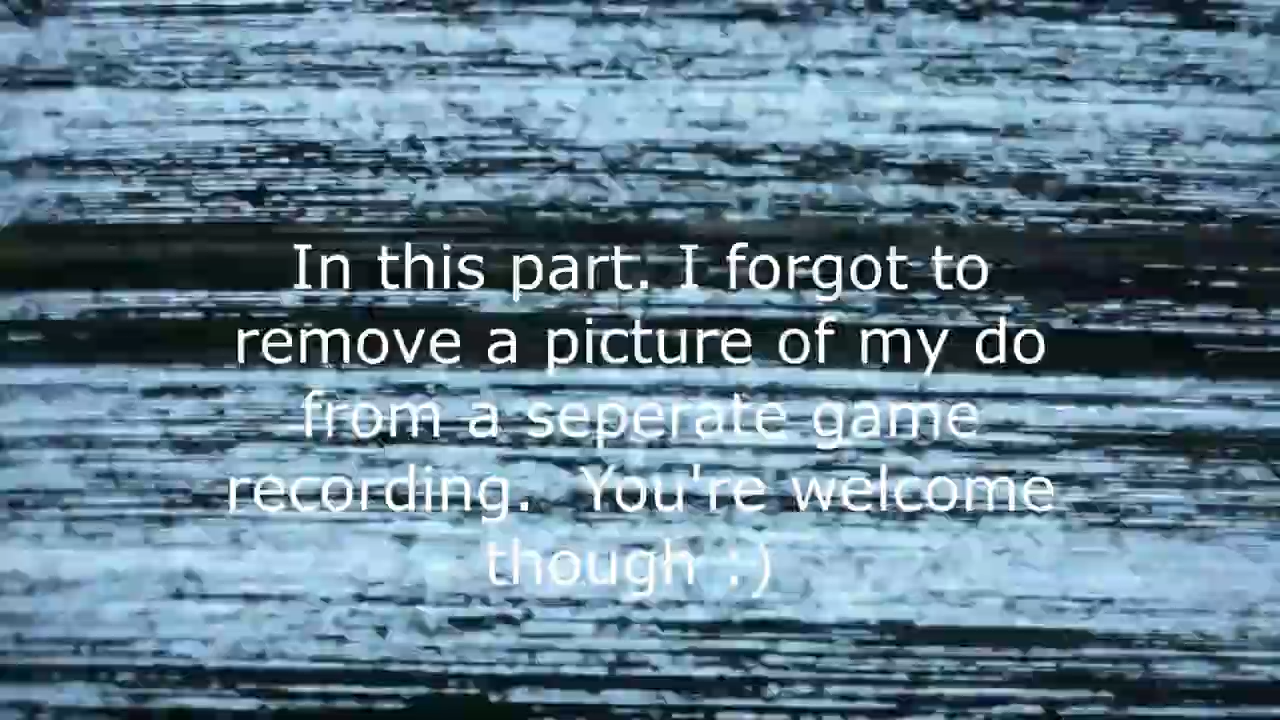 In this part. I forgot to
remove a picture of my do
from a seperate game
recording.  You're welcome
though :)